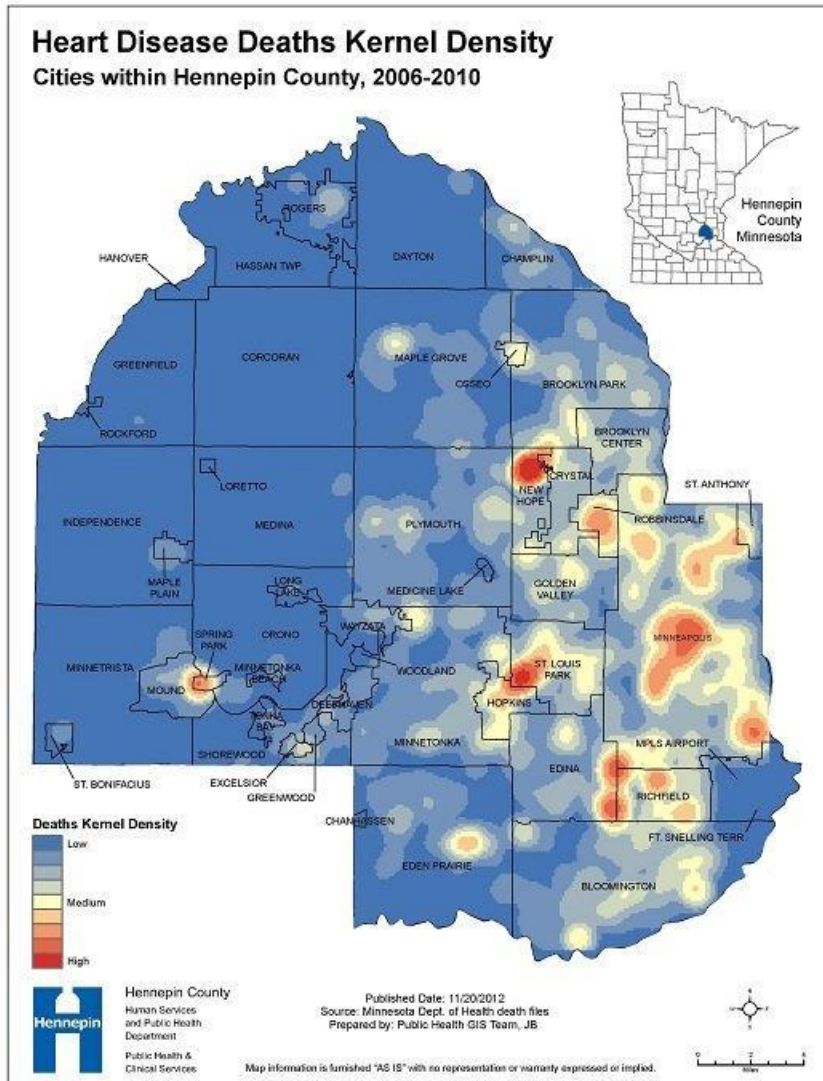 Heart Disease Deaths Kernel Density
Cities within Hennepin County, 2006-2010
Hennepin
County
Minnesota
ROGERS
HANOVER
HASSAN TWP.
DAYTON
CHAMPLIN
GREENFIELD
CORCORAN
MAPLE GROVE
OSSEO
BROOKLYN PARK
ROCKFORD
BROOKLYN
CENTER
LORETTO
NEW
HOPE
CRYSTAL
ST. ANTHONY
INDEPENDENCE
MEDINA
PLYMOUTH
ROBBINSDALE
MAPLE
PLAIN
LONG
LAKE
MEDICINE LAKE
GOLDEN
VALLEY
MINNETRISTA
SPRING
PARK
ORONO
WAYZATA
WOODLAND
MINNEAPOLIS
MOUND
MINNETONKA
BEACH
ST. LOUIS
PARK
HOPKINS
DEEPHAVEN
TONKA
BAY
SHOREWOOD
MINNETONKA
MPLS AIRPORT
EDINA
ST. BONIFACIUS
EXCELSIOR
GREENWOOD
RICHFIELD
CHANHASSEN
FT. SNELLING TERR.
EDEN PRAIRIE
BLOOMINGTON
Deaths Kernel Density
Low
Medium
High
Hennepin
Hennepin County
Human Services
and Public Health
Department
Public Health &
Clinical Services
Published Date: 11/20/2012
Source: Minnesota Dept. of Health death files
Prepared by: Public Health GIS Team, JB
Map information is furnished "AS IS" with no representation or warranty expressed or implied.
Miles